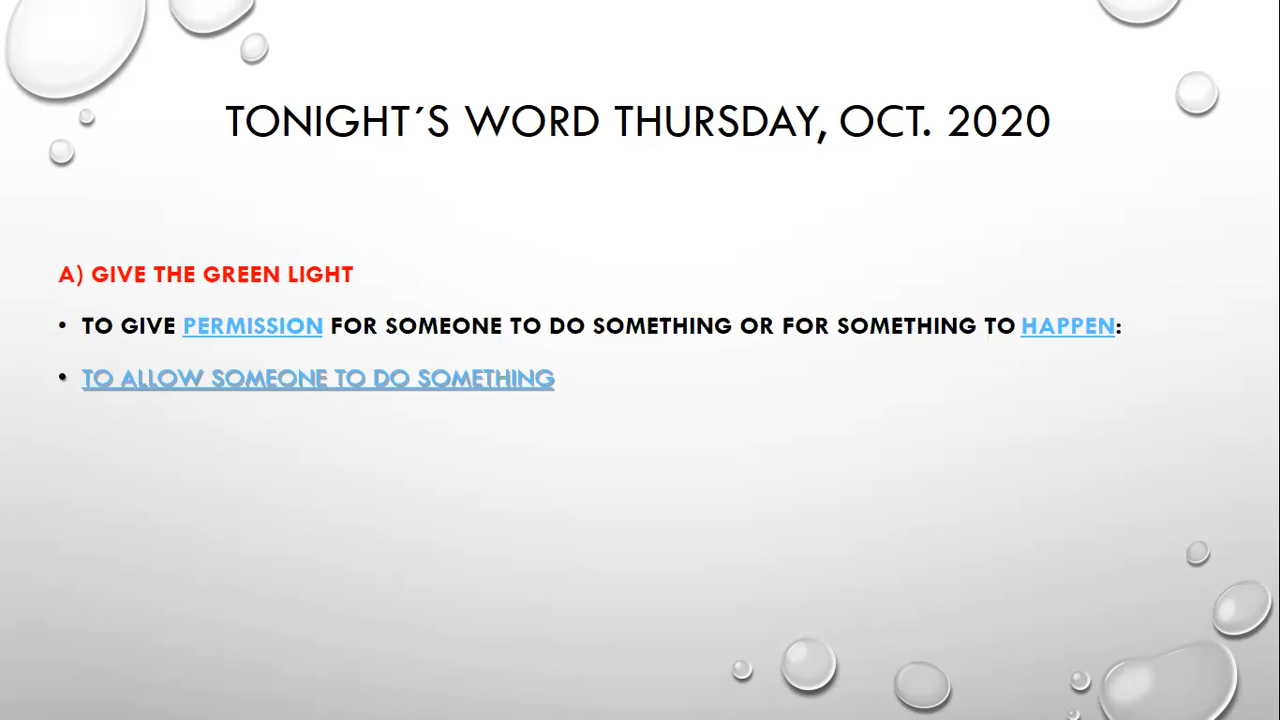 TONIGHT´S WORD THURSDAY, OCT. 2020
A) GIVE THE GREEN LIGHT
• TO GIVE PERMISSION FOR SOMEONE TO DO SOMETHING OR FOR SOMETHING TO HAPPEN:
• TO ALLOW SOMEONE TO DO SOMETHING